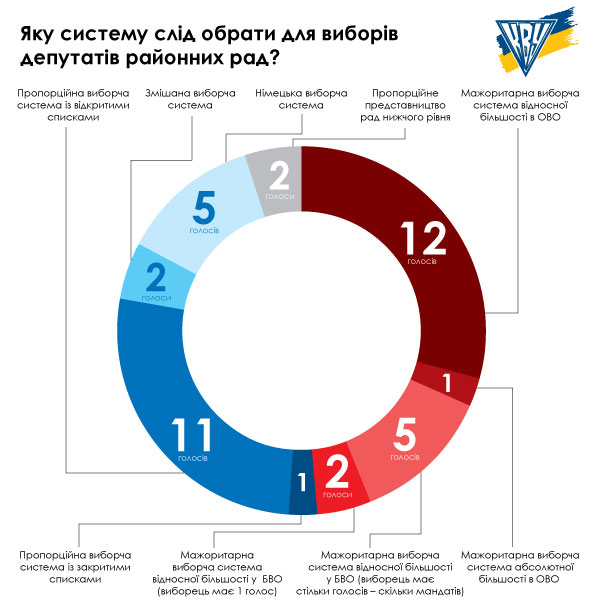 Яку систему слід обрати для виборів
депутатів районних рад?
КВУ
Пропорційна виборча
система із відкритими
списками
Змішана виборча
система
Німецька виборча
система
Пропорційне
представництво
рад нижчого рівня
Мажоритарна виборча
система відносної
більшості в ОВО
2
голоси
5
голосів
12
голосів
2
голоси
1
11
голосів
5
голосів
2
голоси
1
Пропорційна виборча
система із закритими
списками
Мажоритарна
виборча система
відносної більшості у БВО
(виборець має 1 голос)
Мажоритарна виборча
система відносної більшості
у БВО (виборець має
стільки голосів – скільки мандатів)
Мажоритарна виборча
система абсолютної
більшості в ОВО